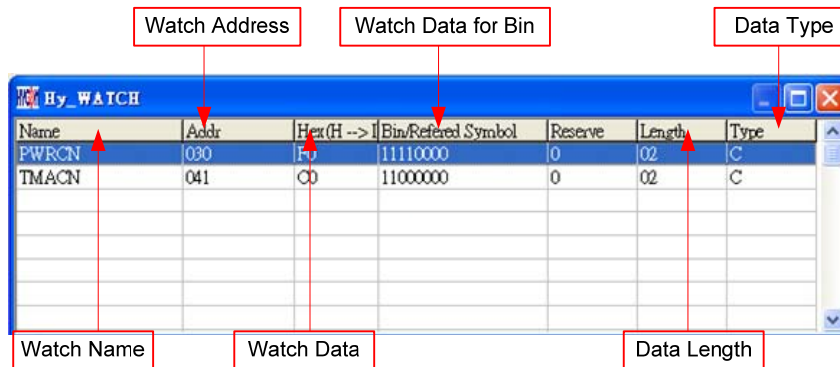 Watch Address Watch Data for Bin Data Type
Hy_WATCH
Name Addr Hex(H --> Bin/Refered Symbol Reserve Length Type
PWRCN 030 F0 11110000 0 02 C
TMACN 041 C0 11000000 0 02 C
Watch Name Watch Data Data Length